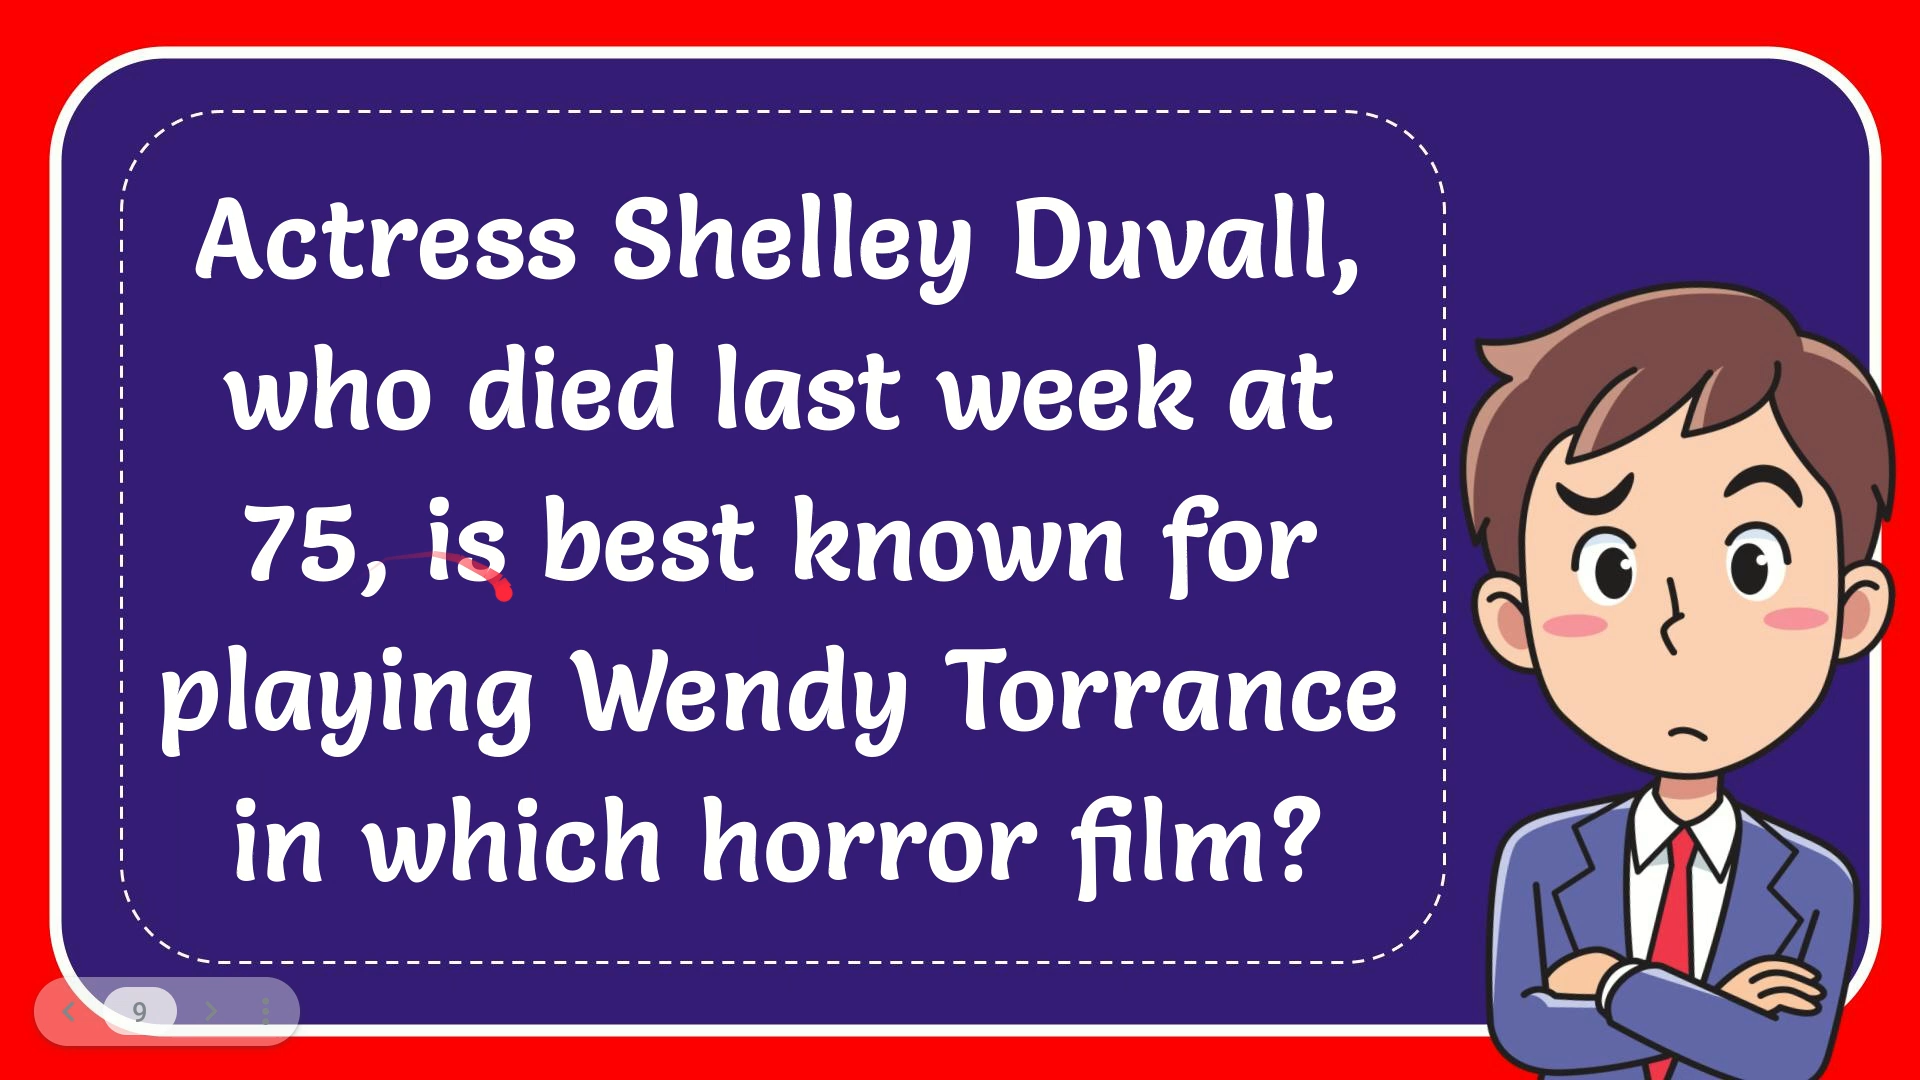 Actress Shelley Duvall,
who died last week at
75, is best known for
playing Wendy Torrance
in which horror film?
9